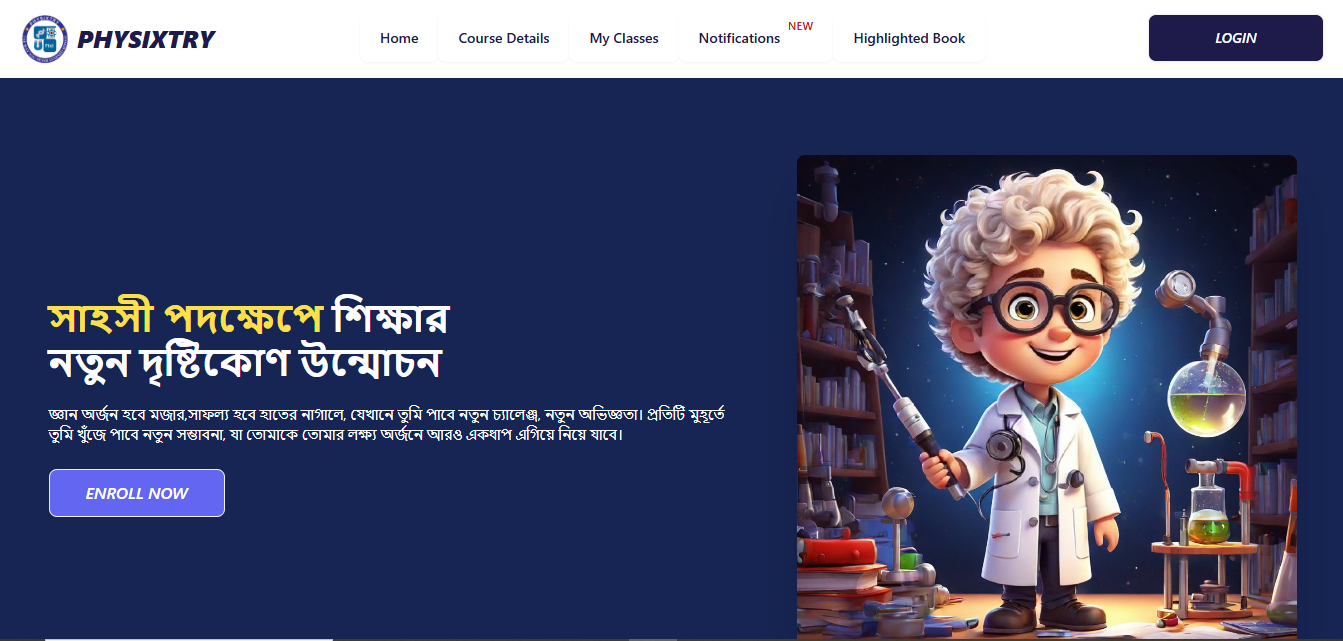 PHYSIXTRY
Home
Course Details
My Classes
Notifications
NEW
Highlighted Book
LOGIN
সাহসী পদক্ষেপে শিক্ষার
নতুন দৃষ্টিকোণ উন্মোচন
জ্ঞান অর্জন হবে মজার,সাফল্য হবে হাতের নাগালে, যেখানে তুমি পাবে নতুন চ্যালেঞ্জ, নতুন অভিজ্ঞতা। প্রতিটি মুহূর্তে
তুমি খুঁজে পাবে নতুন সম্ভাবনা, যা তোমাকে তোমার লক্ষ্য অর্জনে আরও একধাপ এগিয়ে নিয়ে যাবে।
ENROLL NOW